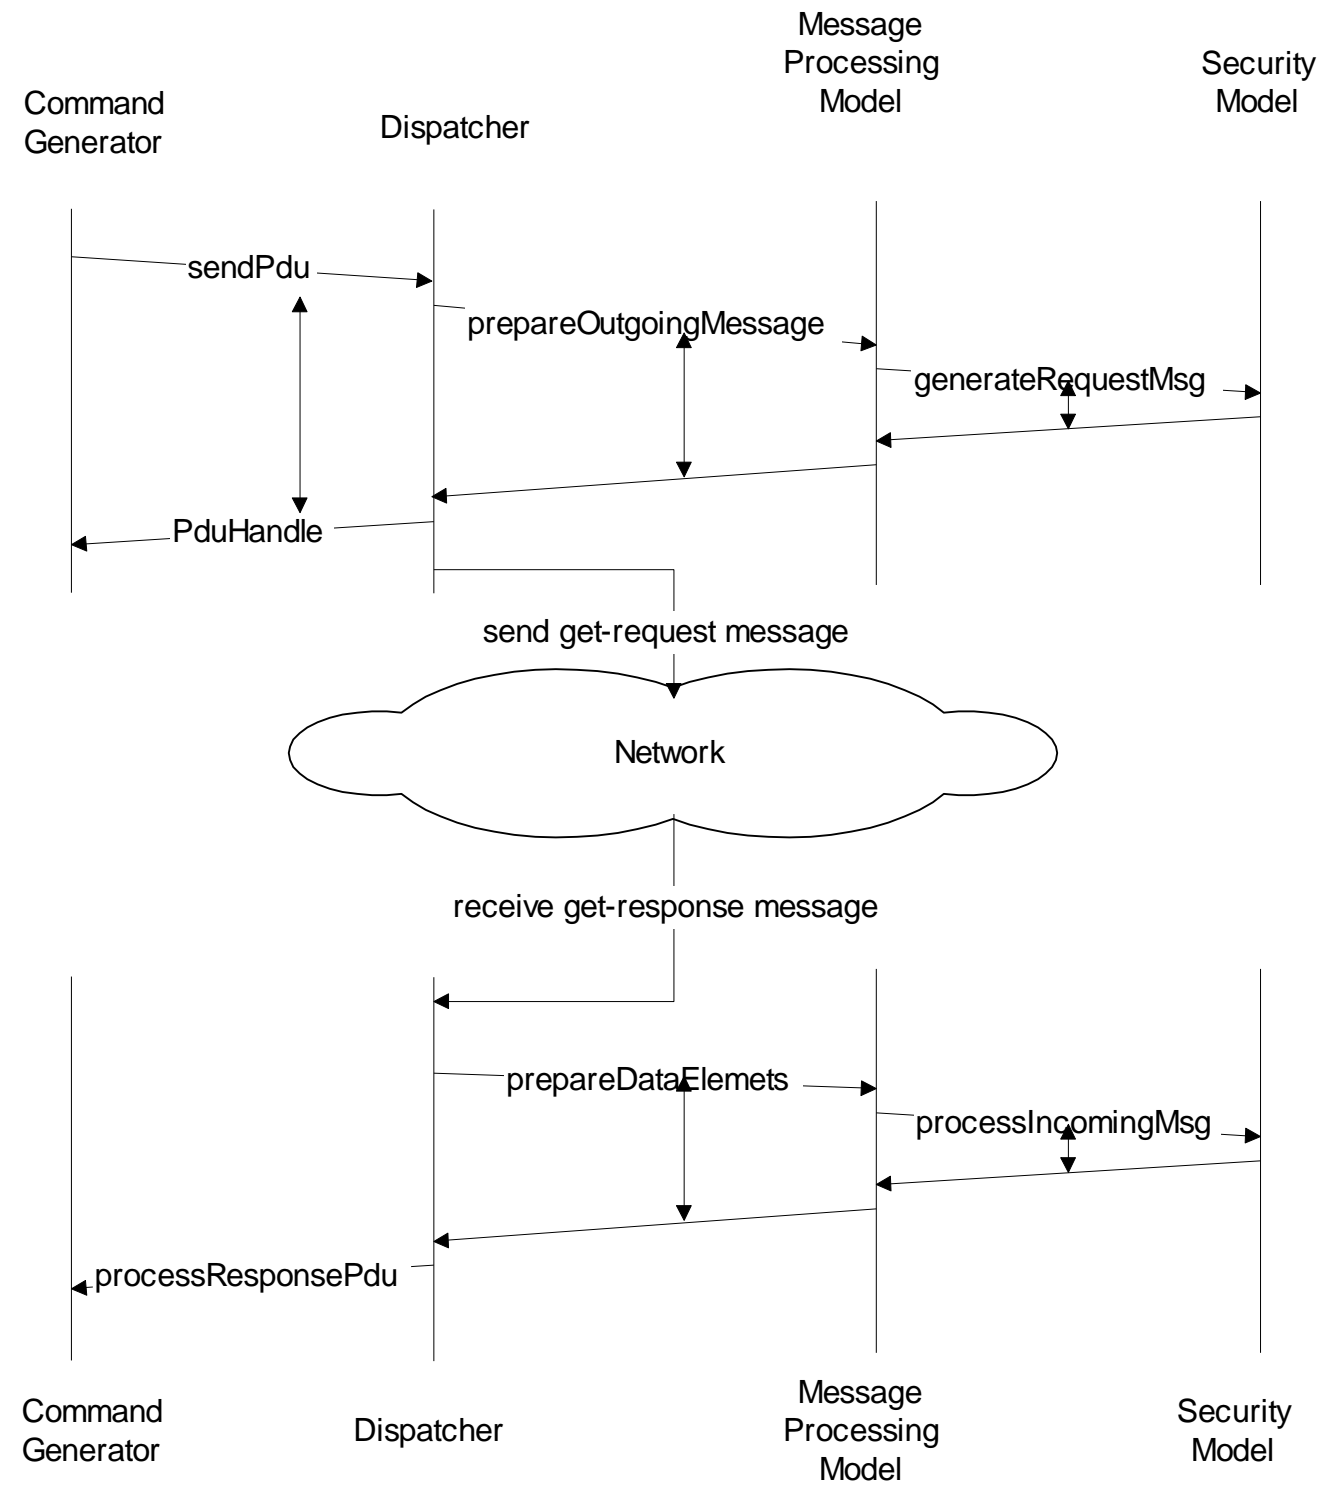 Message
Processing
Model
Security
Model
Command
Generator
Dispatcher
sendPdu
prepareOutgoingMessage
generateRequestMsg
PduHandle
send get-request message
Network
receive get-response message
prepareDataElemets
processIncomingMsg
processResponsePdu
Command
Generator
Dispatcher
Message
Processing
Model
Security
Model